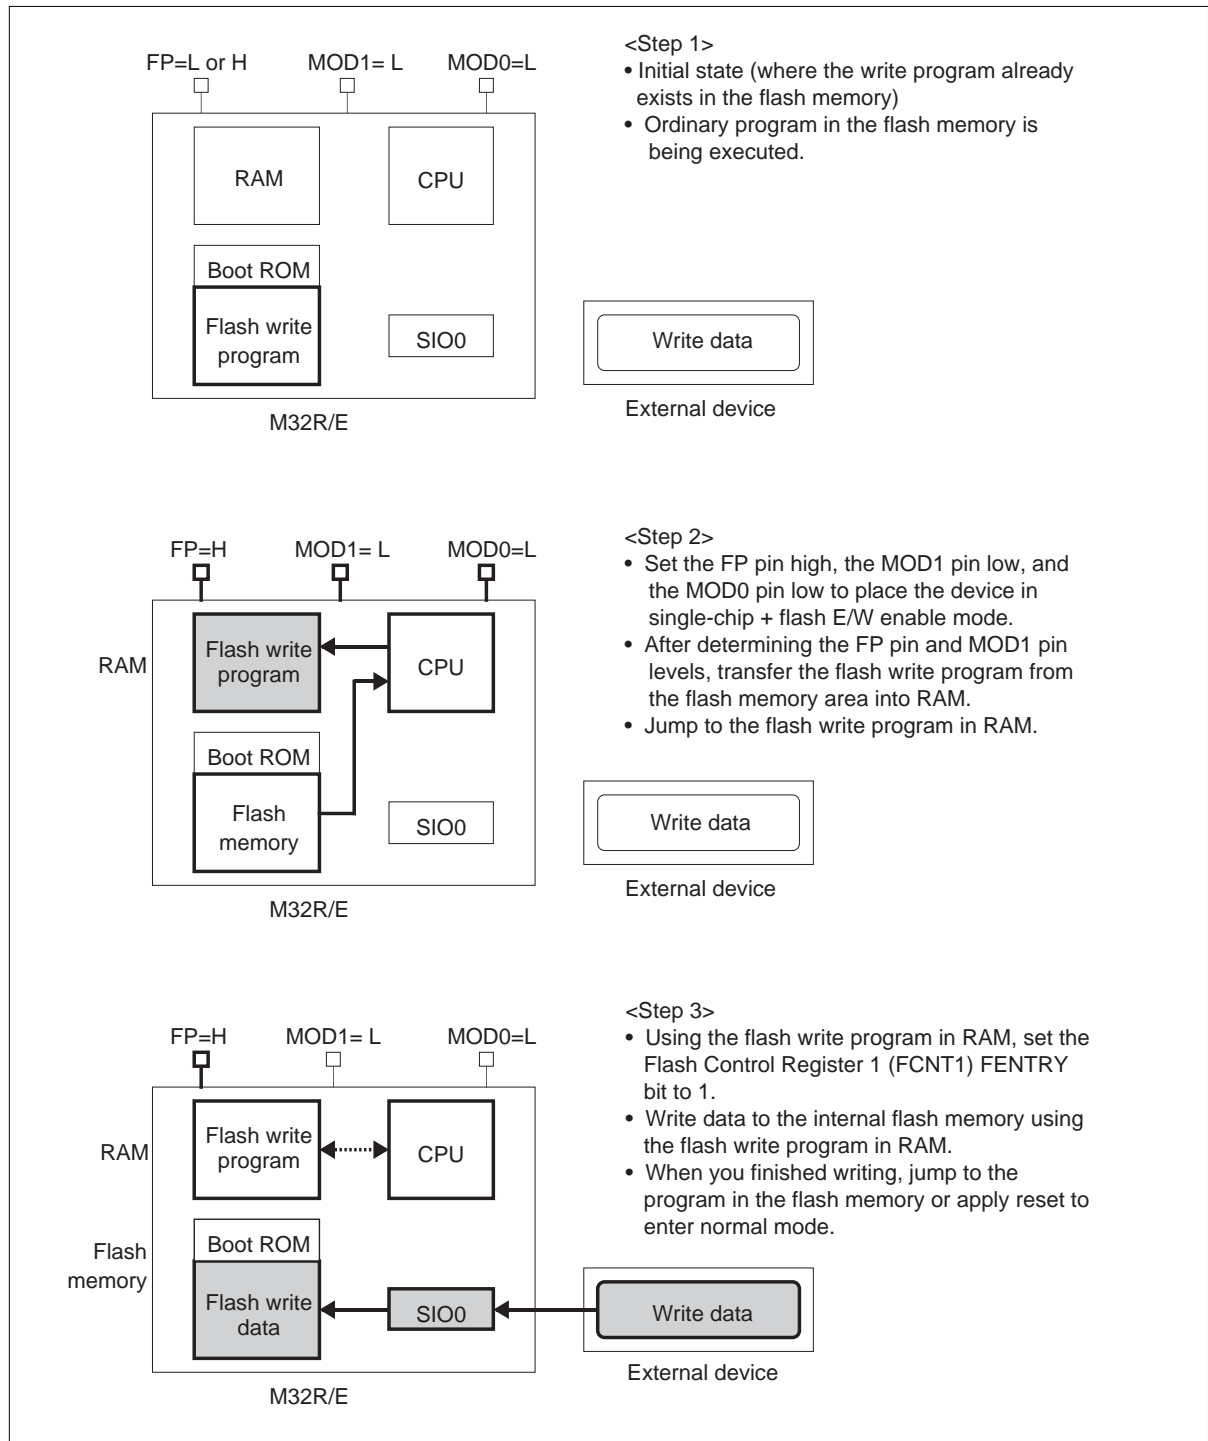 FP=L or H MOD1= L MOD0=L
RAM
CPU
Boot ROM
Flash write
program
SIO0
M32R/E
Write data
External device
<Step 1>
• Initial state (where the write program already
exists in the flash memory)
• Ordinary program in the flash memory is
being executed.
FP=H MOD1= L MOD0=L
RAM
Flash write
program
CPU
Boot ROM
Flash
memory
SIO0
M32R/E
Write data
External device
<Step 2>
• Set the FP pin high, the MOD1 pin low, and
the MOD0 pin low to place the device in
single-chip + flash E/W enable mode.
• After determining the FP pin and MOD1 pin
levels, transfer the flash write program from
the flash memory area into RAM.
• Jump to the flash write program in RAM.
FP=H MOD1= L MOD0=L
RAM
Flash write
program
CPU
Flash
memory
Boot ROM
Flash write
data
SIO0
M32R/E
Write data
External device
<Step 3>
• Using the flash write program in RAM, set the
Flash Control Register 1 (FCNT1) FENTRY
bit to 1.
• Write data to the internal flash memory using
the flash write program in RAM.
• When you finished writing, jump to the
program in the flash memory or apply reset to
enter normal mode.